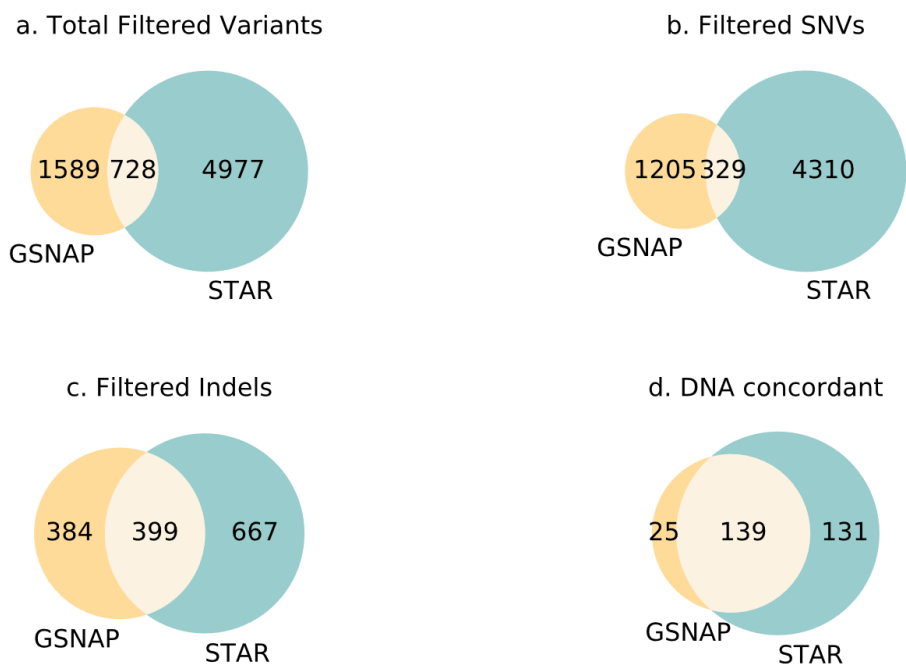 a. Total Filtered Variants
1589 728 4977
GSNAP
STAR
b. Filtered SNVs
1205 329 4310
GSNAP
STAR
c. Filtered Indels
384 399 667
GSNAP
STAR
d. DNA concordant
25 139 131
GSNAP
STAR